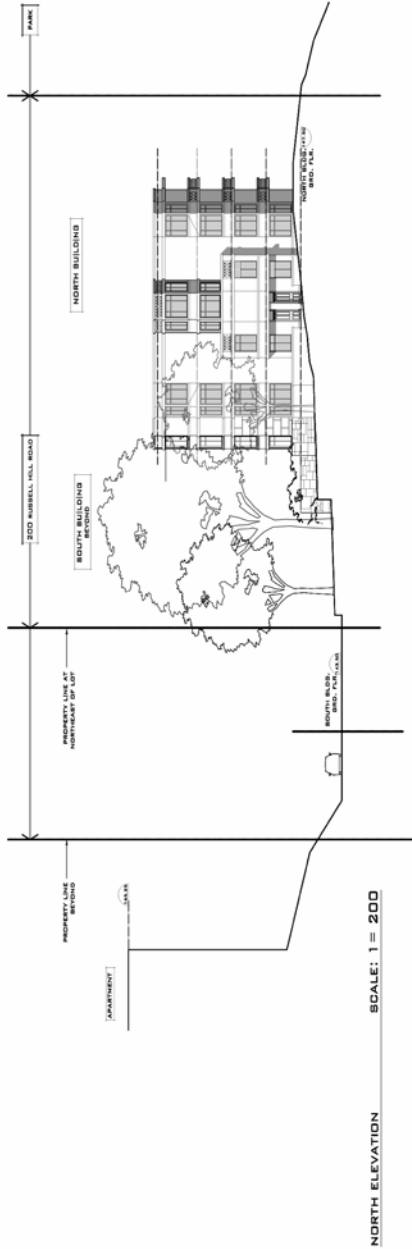 PARK
200 RUSSELL HILL ROAD
NORTH BUILDING
SOUTH BUILDING
BEYOND
PROPERTY LINE AT
NORTHEAST OF LOT
PROPERTY LINE
BEYOND
APARTMENT
NORTH BLDG.
GRD. FLR.
SOUTH BLDG.
GRD. FLR.
NORTH ELEVATION
SCALE: 1 = 200